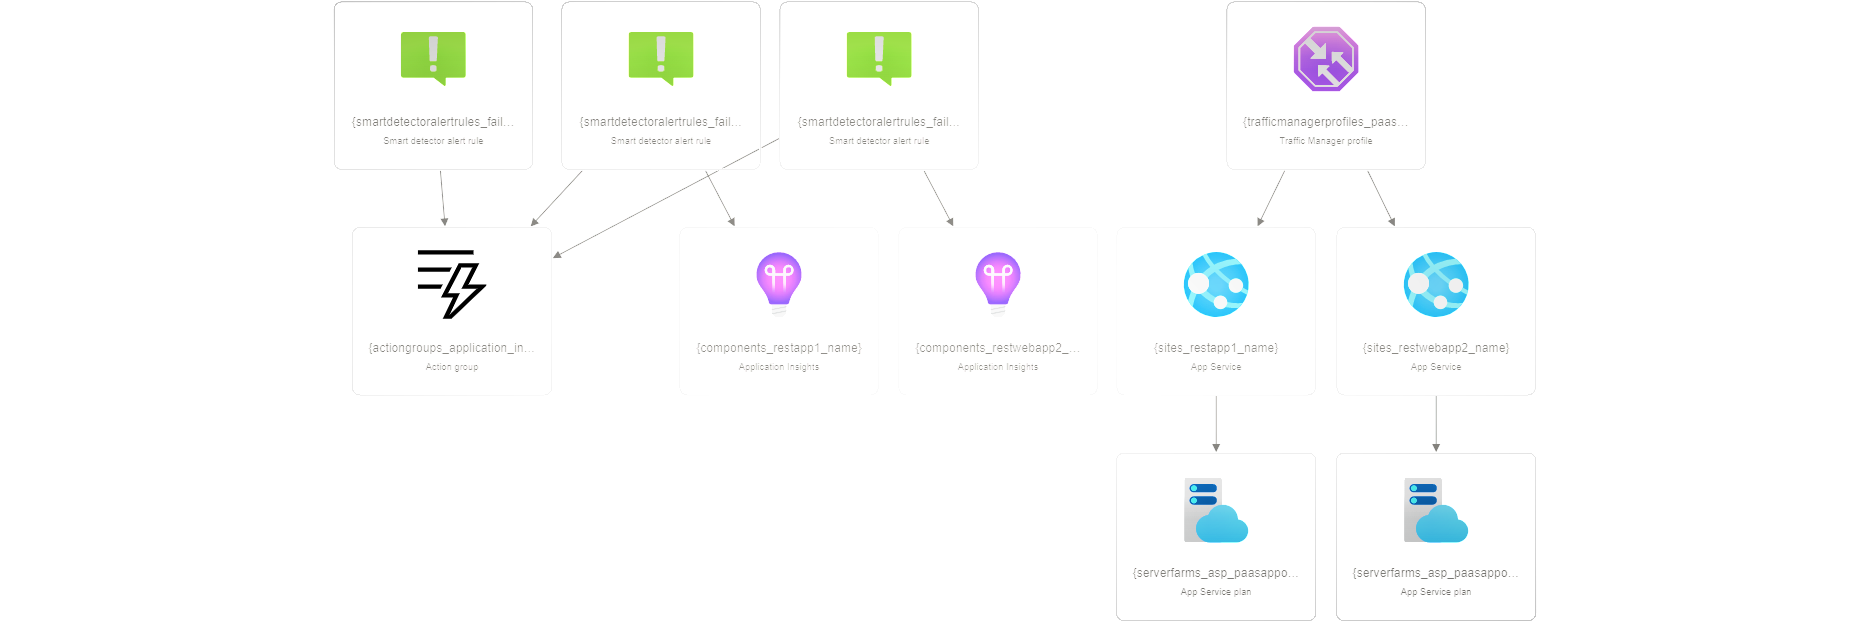 {smartdetectoralertrules_fail...
Smart detector alert rule
{smartdetectoralertrules_fail...
Smart detector alert rule
{smartdetectoralertrules_fail...
Smart detector alert rule
{trafficmanagerprofiles_paas...
Traffic Manager profile
{actiongroups_application_in...
Action group
{components_restapp1_name}
Application Insights
{components_restwebapp2_...
Application Insights
{sites_restapp1_name}
App Service
{sites_restwebapp2_name}
App Service
{serverfarms_asp_paasappo...
App Service plan
{serverfarms_asp_paasappo...
App Service plan